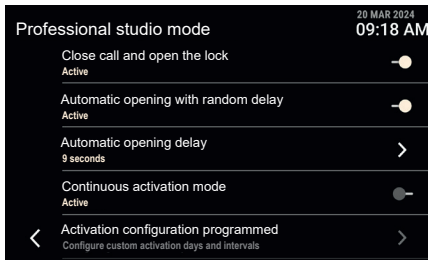 20 MAR 2024
Professional studio mode
09:18 AM
Close call and open the lock
Active
Automatic opening with random delay
Active
Automatic opening delay
9 seconds
Continuous activation mode
Active
Activation configuration programmed
Configure custom activation days and intervals